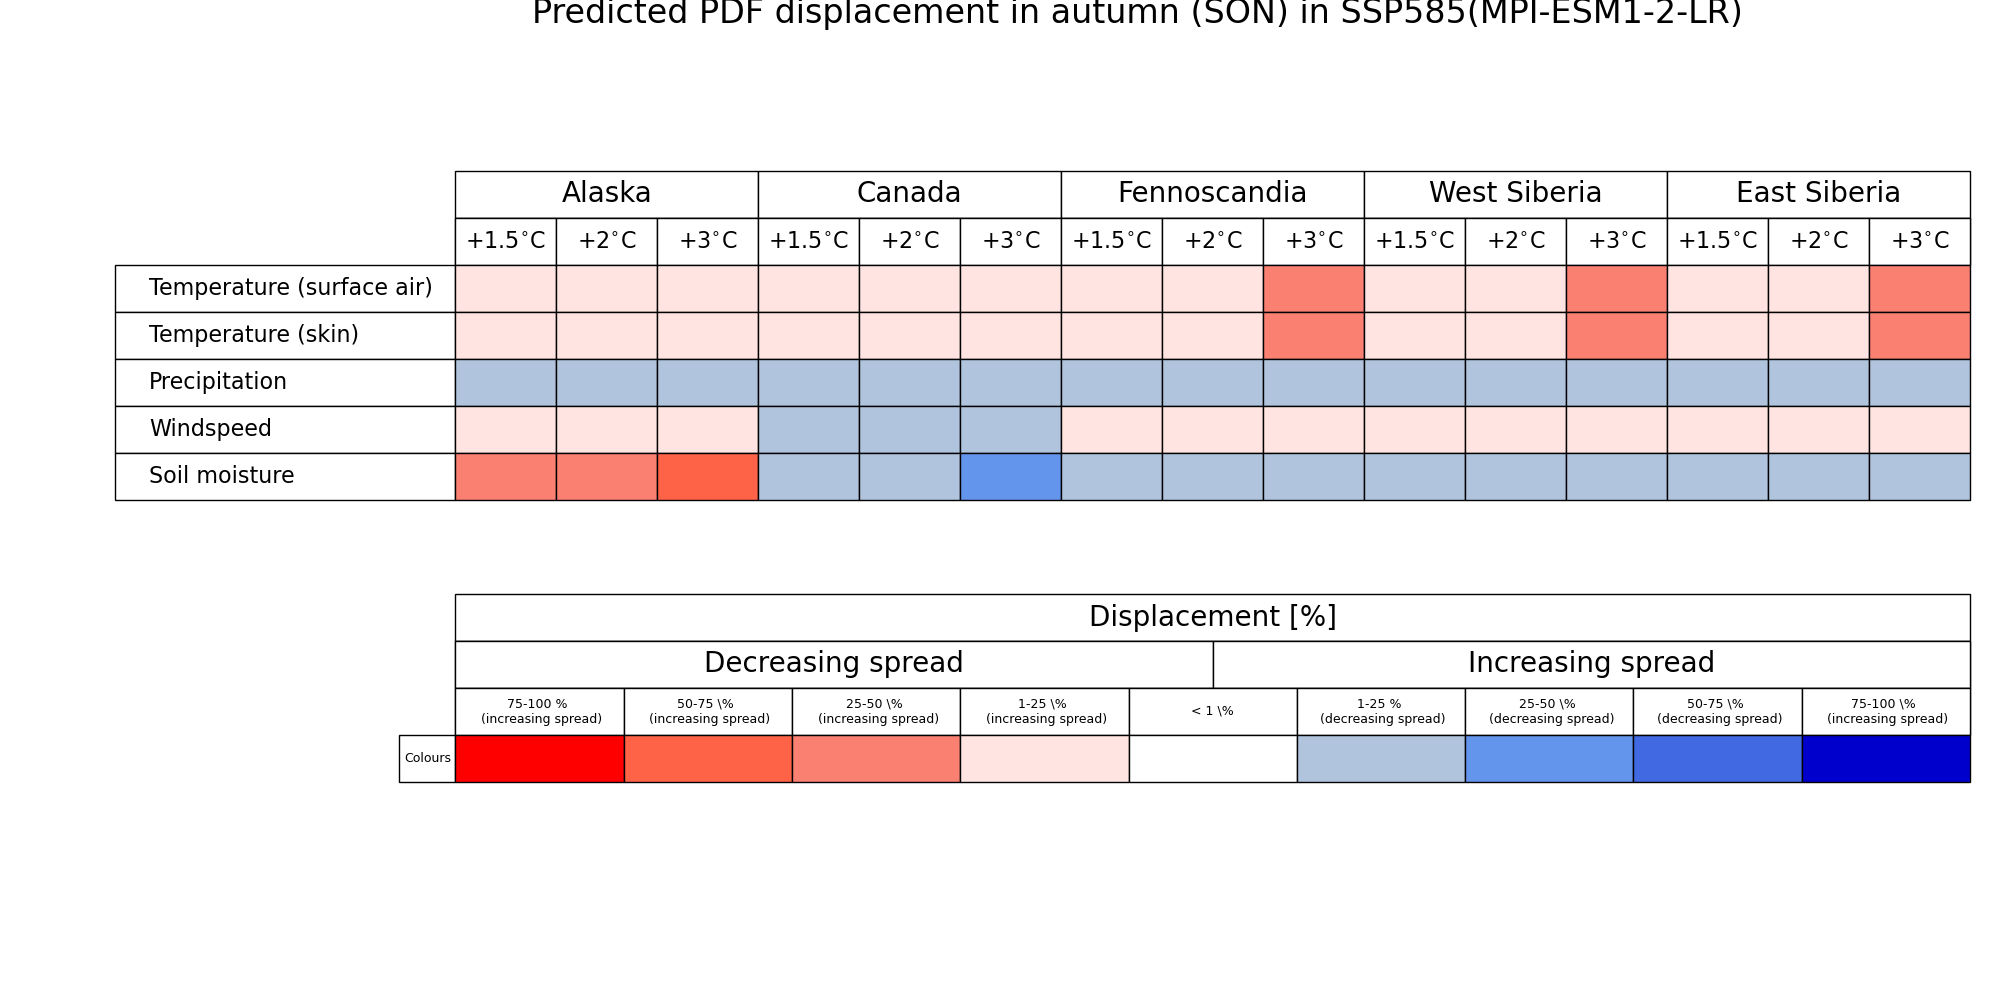 Predicted PDF displacement in autumn (SON) in SSP585(MPI-ESM1-2-LR)
Alaska Canada Fennoscandia West Siberia East Siberia
+1.5°C +2°C +3°C +1.5°C +2°C +3°C +1.5°C +2°C +3°C +1.5°C +2°C +3°C +1.5°C +2°C +3°C
Temperature (surface air)
Temperature (skin)
Precipitation
Windspeed
Soil moisture
Displacement [%]
Decreasing spread Increasing spread
75-100 % 50-75 \% 25-50 \% 1-25 \% < 1 \% 1-25 % 25-50 \% 50-75 \% 75-100 \%
(increasing spread) (increasing spread) (increasing spread) (increasing spread) (decreasing spread) (decreasing spread) (decreasing spread) (increasing spread)
Colours